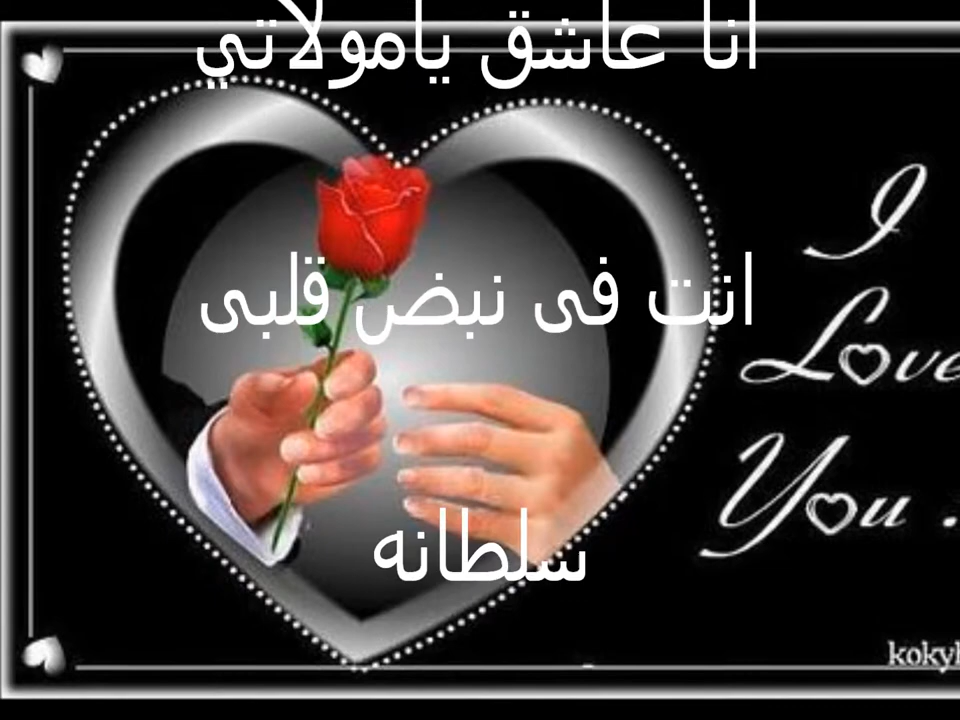 انا عاشق يامولاتي
انت فى نبض قلبى
سلطانه
I
Love
You .